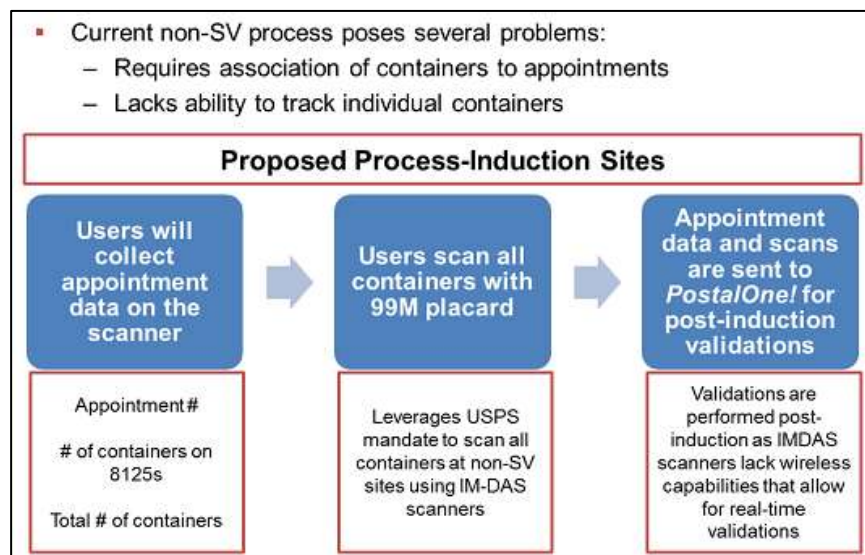 ▪ Current non-SV process poses several problems:
– Requires association of containers to appointments
– Lacks ability to track individual containers
Proposed Process-Induction Sites
Users will
collect
appointment
data on the
scanner
Users scan all
containers with
99M placard
Appointment
data and scans
are sent to
PostalOne! for
post-induction
validations
Appointment #
# of containers on
8125s
Total # of containers
Leverages USPS
mandate to scan all
containers at non-SV
sites using IM-DAS
scanners
Validations are
performed post-
induction as IMDAS
scanners lack wireless
capabilities that allow
for real-time
validations